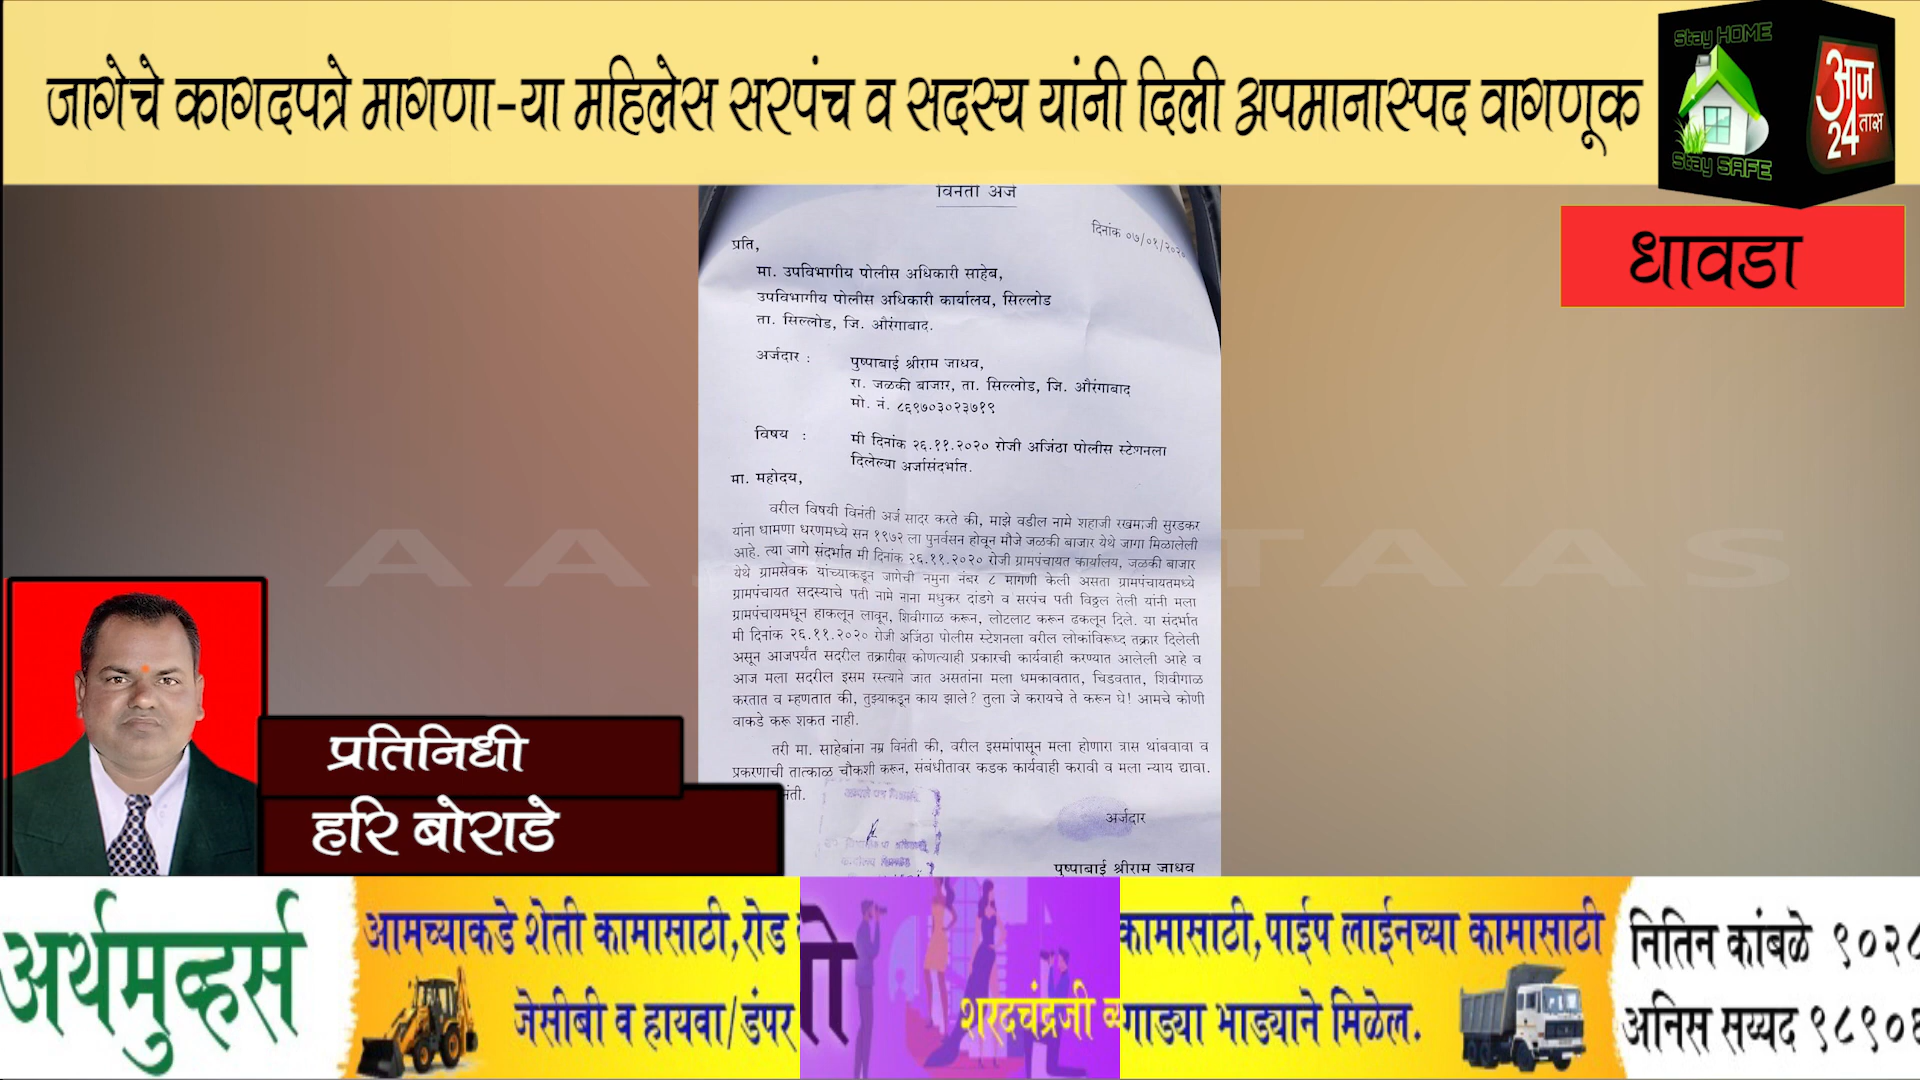 जागेचे कागदपत्रे मागणा-या महिलेस सरपंच व सदस्य यांनी दिली अपमानास्पद वागणूक
Stay HOME
Stay SAFE
आज
24 तास
धावडा
विनंती अर्ज
दिनांक ०७/०१/२०२०
प्रति,
मा. उपविभागीय पोलीस अधिकारी साहेब,
उपविभागीय पोलीस अधिकारी कार्यालय, सिल्लोड
ता. सिल्लोड, जि. औरंगाबाद.
अर्जदार : पुष्पाबाई श्रीराम जाधव,
रा. जळकी बाजार, ता. सिल्लोड, जि. औरंगाबाद
मो. नं. ८६९७०३०२३७१९
विषय : मी दिनांक २६.११.२०२० रोजी अजिंठा पोलीस स्टेशनला
दिलेल्या अर्जासंदर्भात.
मा. महोदय,
वरील विषयी विनंती अर्ज सादर करते की, माझे वडील नामे शहाजी रखमाजी सुरडकर
यांना धामणा धरणमध्ये सन १९७२ ला पुनर्वसन होवून मौजे जळकी बाजार येथे जागा मिळालेली
आहे. त्या जागे संदर्भात मी दिनांक २६.११.२०२० रोजी ग्रामपंचायत कार्यालय, जळकी बाजार
येथे ग्रामसेवक यांच्याकडून जागेची नमुना नंबर ८ मागणी केली असता ग्रामपंचायतमध्ये
ग्रामपंचायत सदस्याचे पती नामे नाना मधुकर दांडगे व सरपंच पती विठ्ठल तेली यांनी मला
ग्रामपंचायमधून हाकलून लावून, शिवीगाळ करून, लोटलाट करून ढकलून दिले. या संदर्भात
मी दिनांक २६.११.२०२० रोजी अजिंठा पोलीस स्टेशनला वरील लोकांविरूध्द तक्रार दिलेली
असून आजपर्यंत सदरील तक्रारीवर कोणत्याही प्रकारची कार्यवाही करण्यात आलेली आहे व
आज मला सदरील इसम रस्त्याने जात असतांना मला धमकावतात, चिडवतात, शिवीगाळ
करतात व म्हणतात की, तुझ्याकडून काय झाले? तुला जे करायचे ते करून घे! आमचे कोणी
वाकडे करू शकत नाही.
तरी मा. साहेबांना नम्र विनंती की, वरील इसमांपासून मला होणारा त्रास थांबवावा व
प्रकरणाची तात्काळ चौकशी करून, संबंधीतावर कडक कार्यवाही करावी व मला न्याय द्यावा.
नंती.
अर्जदार
पुष्पाबाई श्रीराम जाधव
प्रतिनिधी
हरि बोराडे
अर्थमुव्हर्स
आमच्याकडे शेती कामासाठी,रोड
जेसीबी व हायवा/डंपर
शरदचंद्रजी
कामासाठी,पाईप लाईनच्या कामासाठी
गाड्या भाड्याने मिळेल.
नितिन कांबळे ९०२८
अनिस सय्यद ९८९०